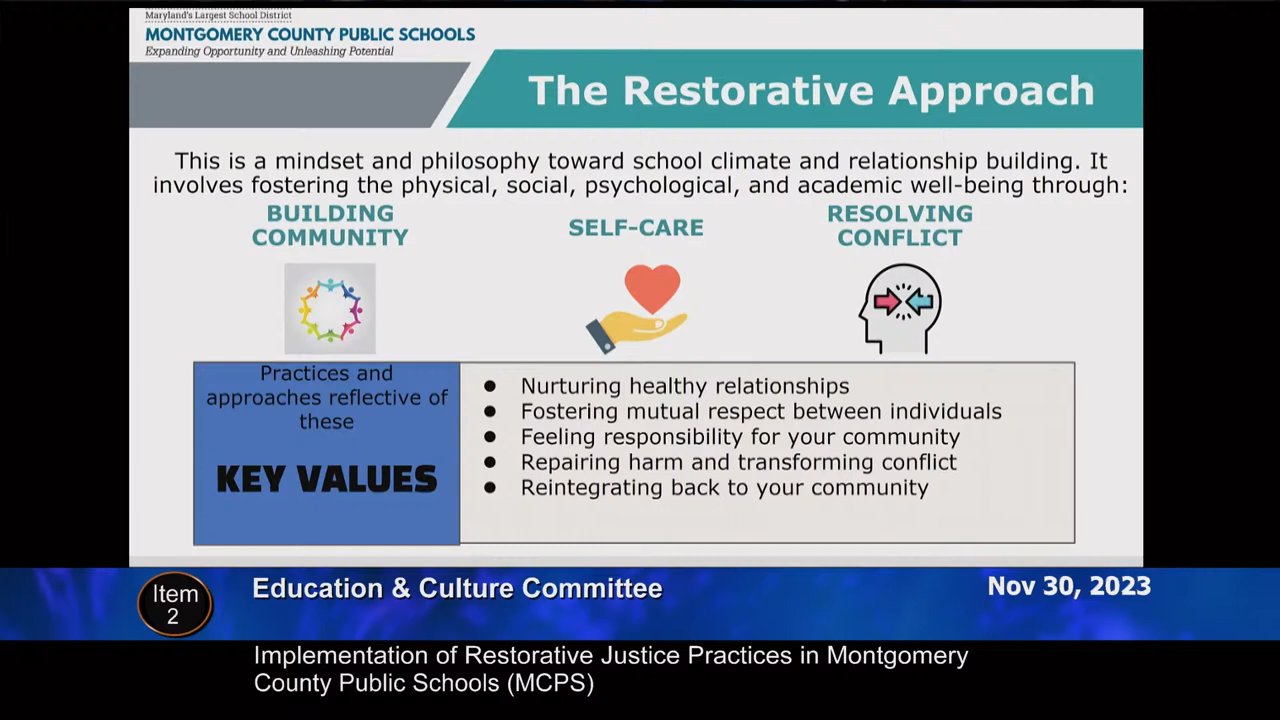 Maryland's Largest School District
MONTGOMERY COUNTY PUBLIC SCHOOLS
Expanding Opportunity and Unleashing Potential
The Restorative Approach
This is a mindset and philosophy toward school climate and relationship building. It
involves fostering the physical, social, psychological, and academic well-being through:
BUILDING
COMMUNITY
SELF-CARE
RESOLVING
CONFLICT
Practices and
approaches reflective of
these
KEY VALUES
● Nurturing healthy relationships
● Fostering mutual respect between individuals
● Feeling responsibility for your community
● Repairing harm and transforming conflict
● Reintegrating back to your community
Item
2
Education & Culture Committee
Nov 30, 2023
Implementation of Restorative Justice Practices in Montgomery
County Public Schools (MCPS)